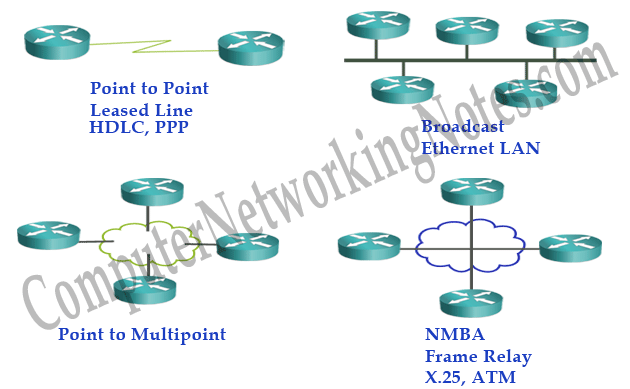 Point to Point
Leased Line
HDLC, PPP
Broadcast
Ethernet LAN
Point to Multipoint
NMBA
Frame Relay
X.25, ATM
ComputerNetworkingNotes.com